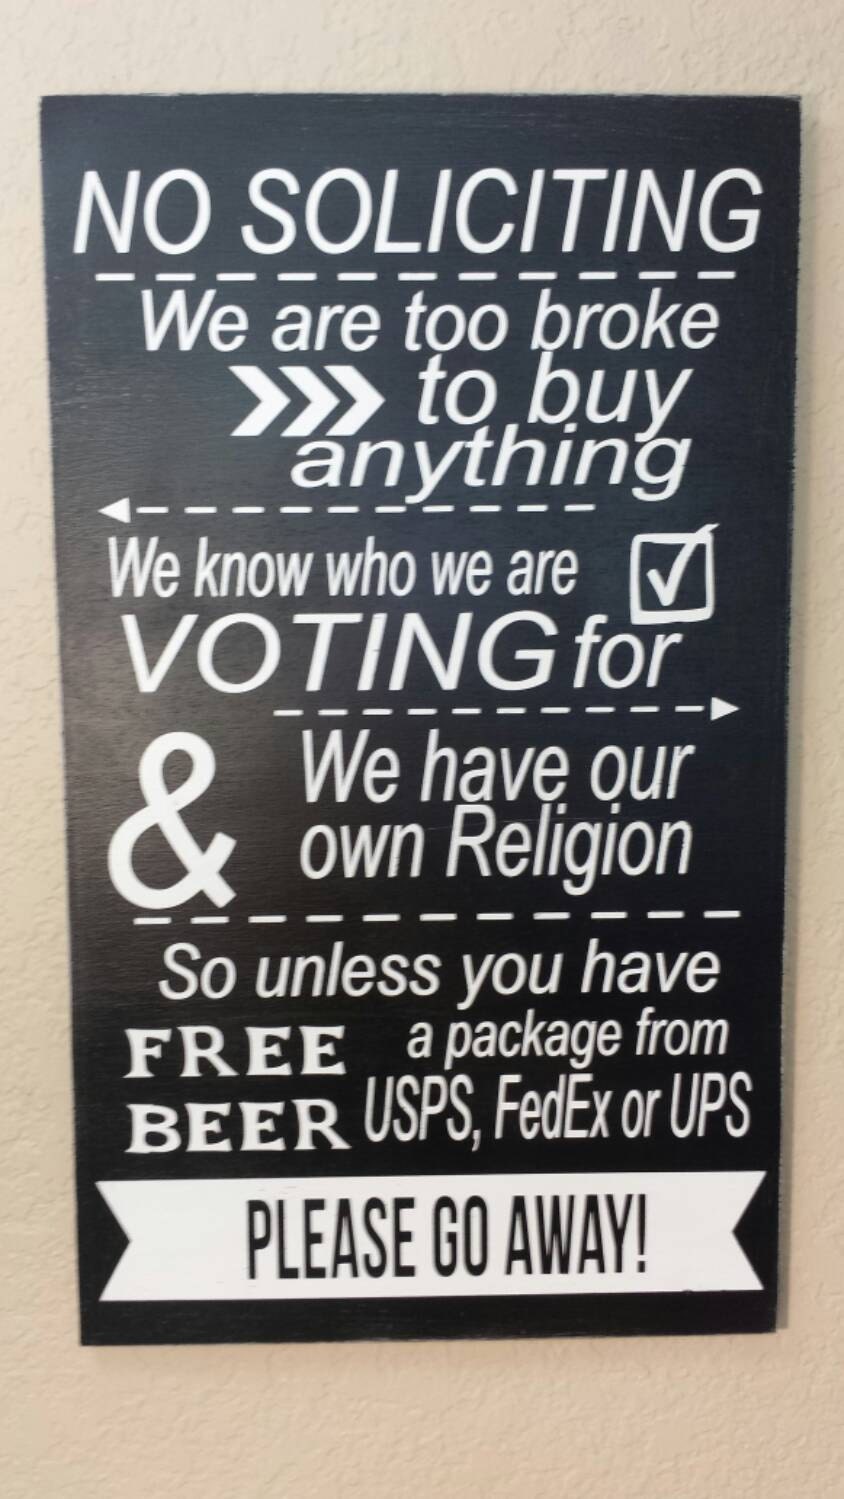 NO SOLICITING
We are too broke
to buy
anything
We know who we are
VOTING for
& We have our
own Religion
So unless you have
FREE BEER
a package from
USPS, FedEx or UPS
PLEASE GO AWAY!